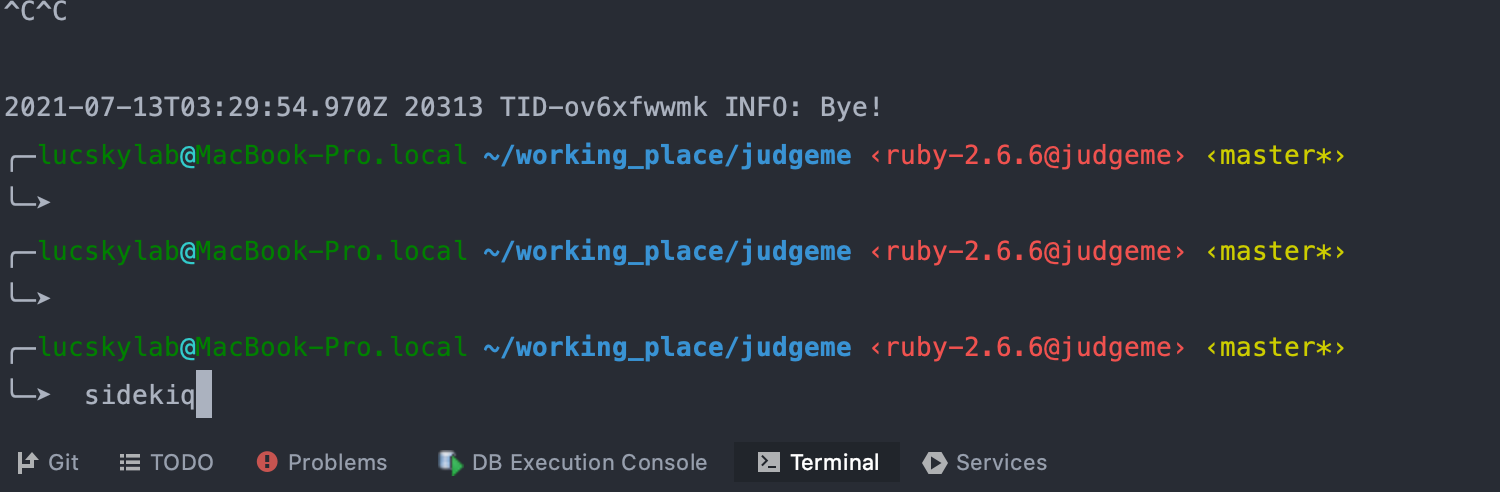 ^C^C
2021-07-13T03:29:54.970Z 20313 TID-ov6xfwwmk INFO: Bye!
╭─lucskylab@MacBook-Pro.local ~/working_place/judgeme ‹ruby-2.6.6@judgeme› ‹master*›
╰─➤
╭─lucskylab@MacBook-Pro.local ~/working_place/judgeme ‹ruby-2.6.6@judgeme› ‹master*›
╰─➤
╭─lucskylab@MacBook-Pro.local ~/working_place/judgeme ‹ruby-2.6.6@judgeme› ‹master*›
╰─➤  sidekiq
Git TODO Problems DB Execution Console Terminal Services